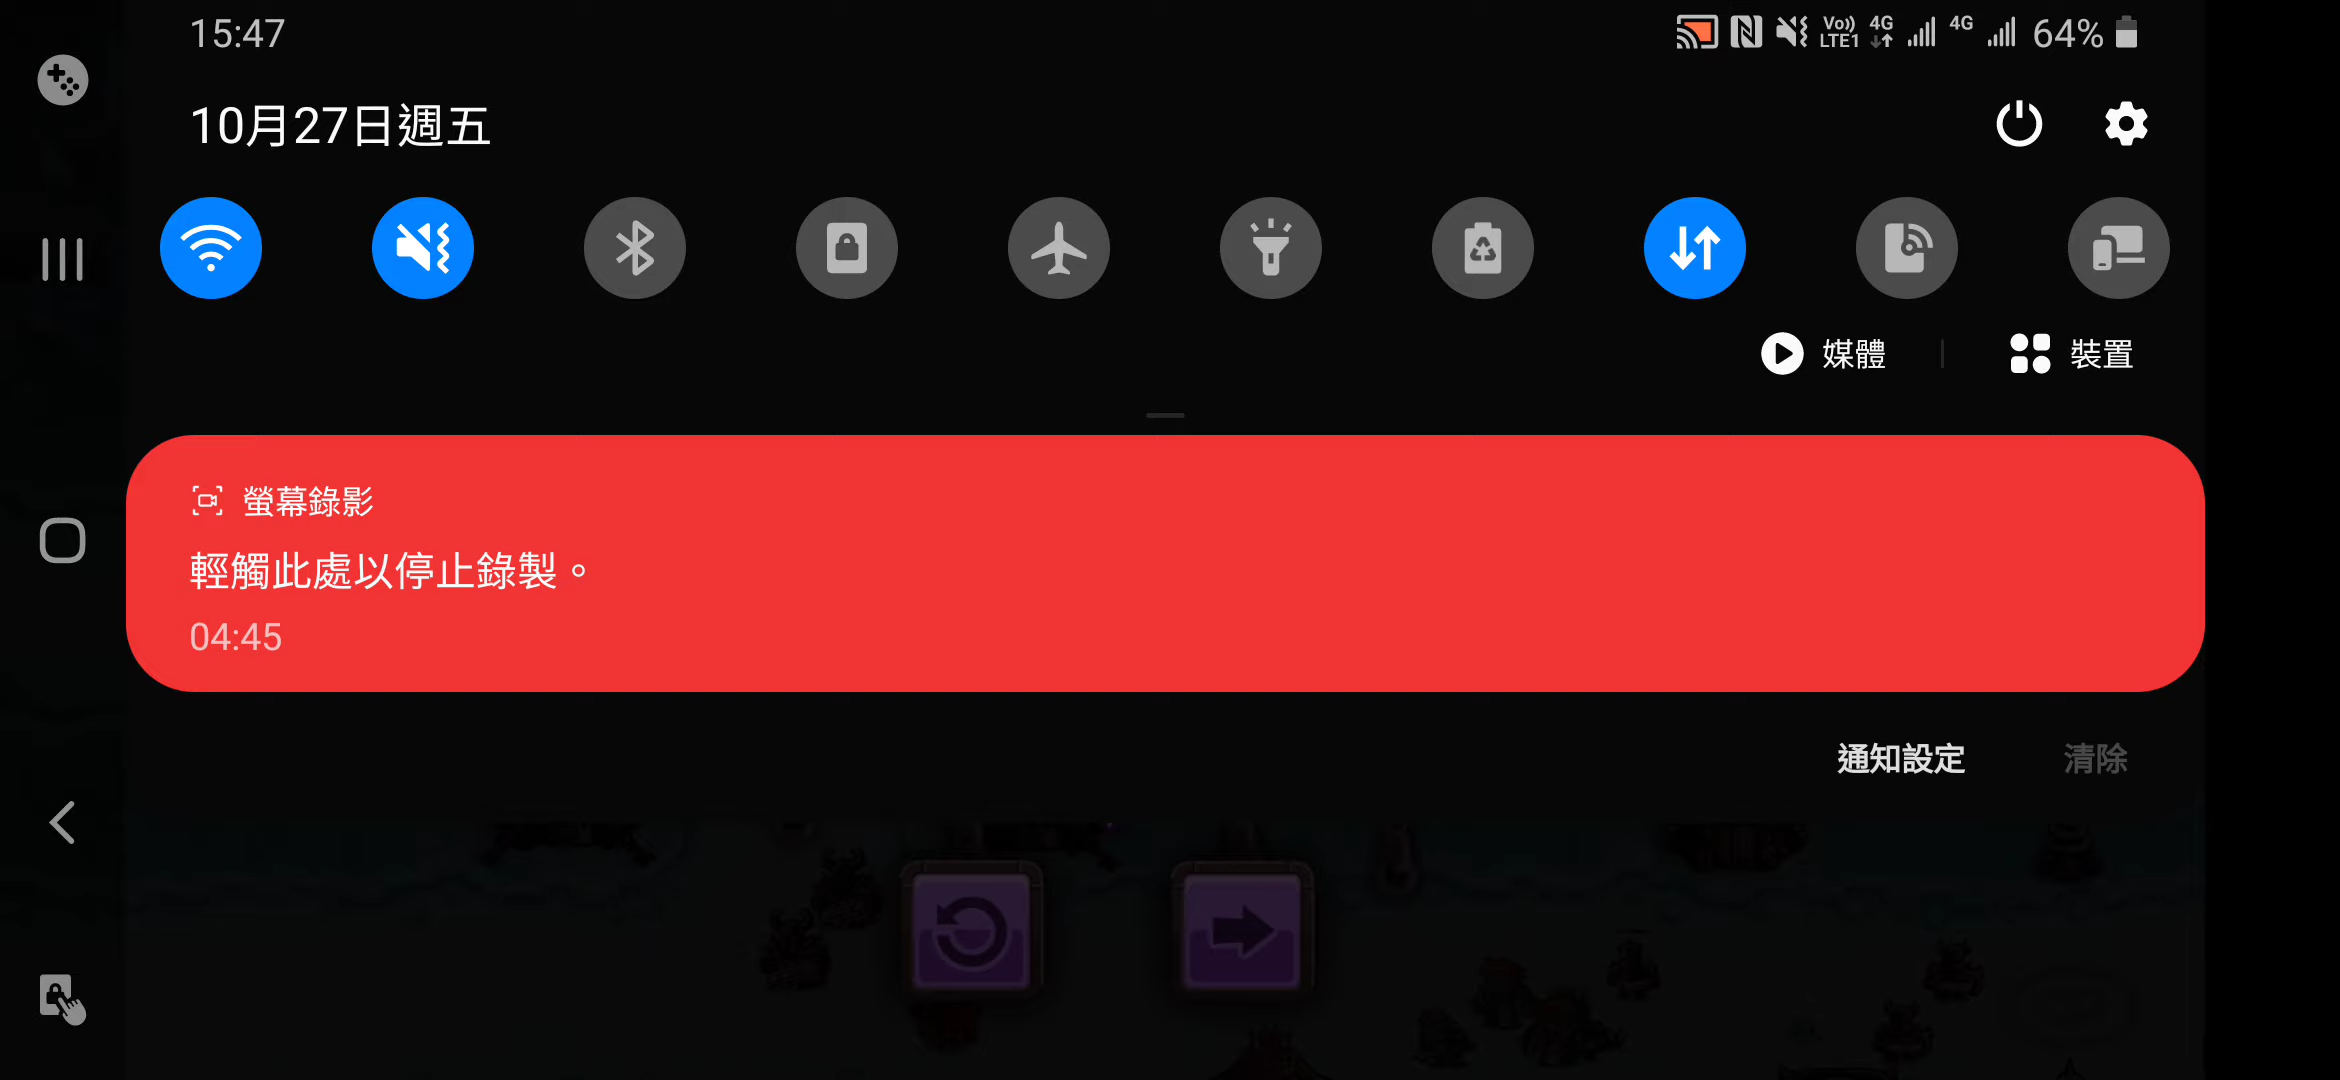 15:47
Vo)) LTE1 4G 4G 64%
10月27日週五
媒體
裝置
螢幕錄影
輕觸此處以停止錄製。
04:45
通知設定
清除